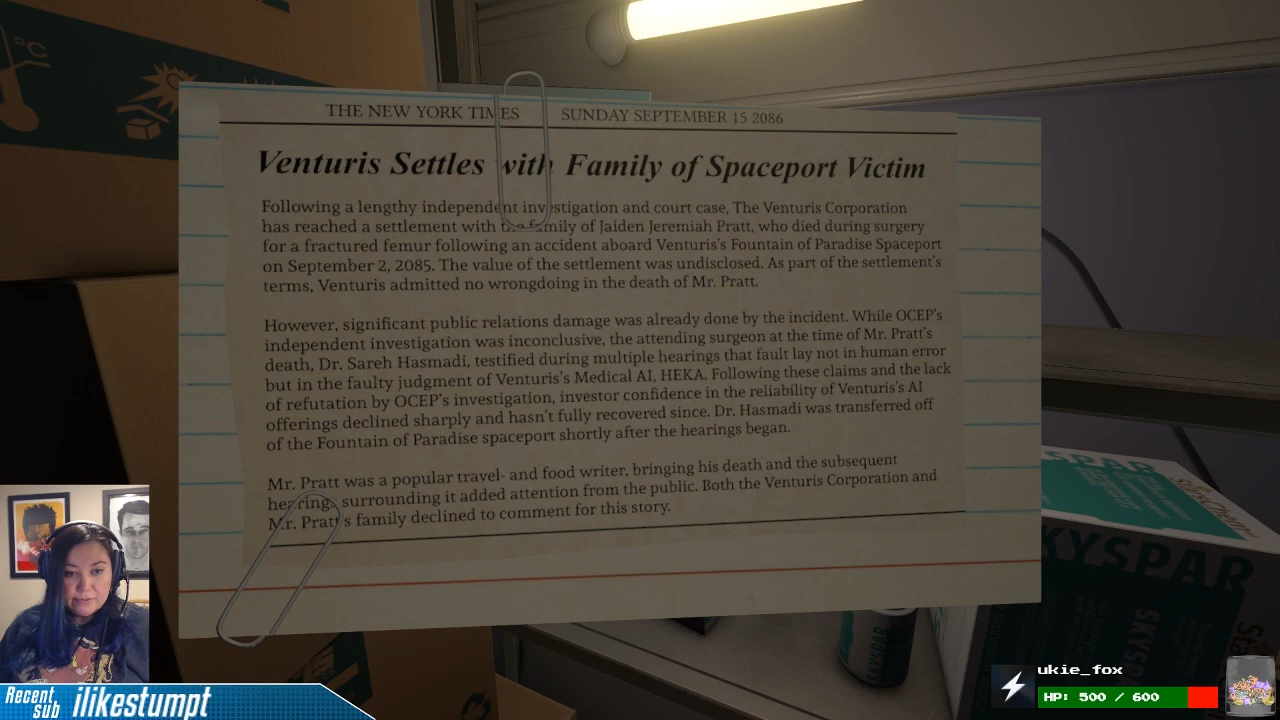 °C
THE NEW YORK TIMES SUNDAY SEPTEMBER 15 2086
Venturis Settles with Family of Spaceport Victim
Following a lengthy independent investigation and court case, The Venturis Corporation
has reached a settlement with the family of Jaiden Jeremiah Pratt, who died during surgery
for a fractured femur following an accident aboard Venturis's Fountain of Paradise Spaceport
on September 2, 2085. The value of the settlement was undisclosed. As part of the settlement's
terms, Venturis admitted no wrongdoing in the death of Mr. Pratt.
However, significant public relations damage was already done by the incident. While OCEP's
independent investigation was inconclusive, the attending surgeon at the time of Mr. Pratt's
death, Dr. Sareh Hasmadi, testified during multiple hearings that fault lay not in human error
but in the faulty judgment of Venturis's Medical AI, HEKA. Following these claims and the lack
of refutation by OCEP's investigation, investor confidence in the reliability of Venturis's AI
offerings declined sharply and hasn't fully recovered since. Dr. Hasmadi was transferred off
of the Fountain of Paradise spaceport shortly after the hearings began.
Mr. Pratt was a popular travel- and food writer, bringing his death and the subsequent
hearings surrounding it added attention from the public. Both the Venturis Corporation and
Mr. Pratt's family declined to comment for this story.
SKYSPAR
Recent sub ilikestumpt
ukie_fox
HP: 500 / 600